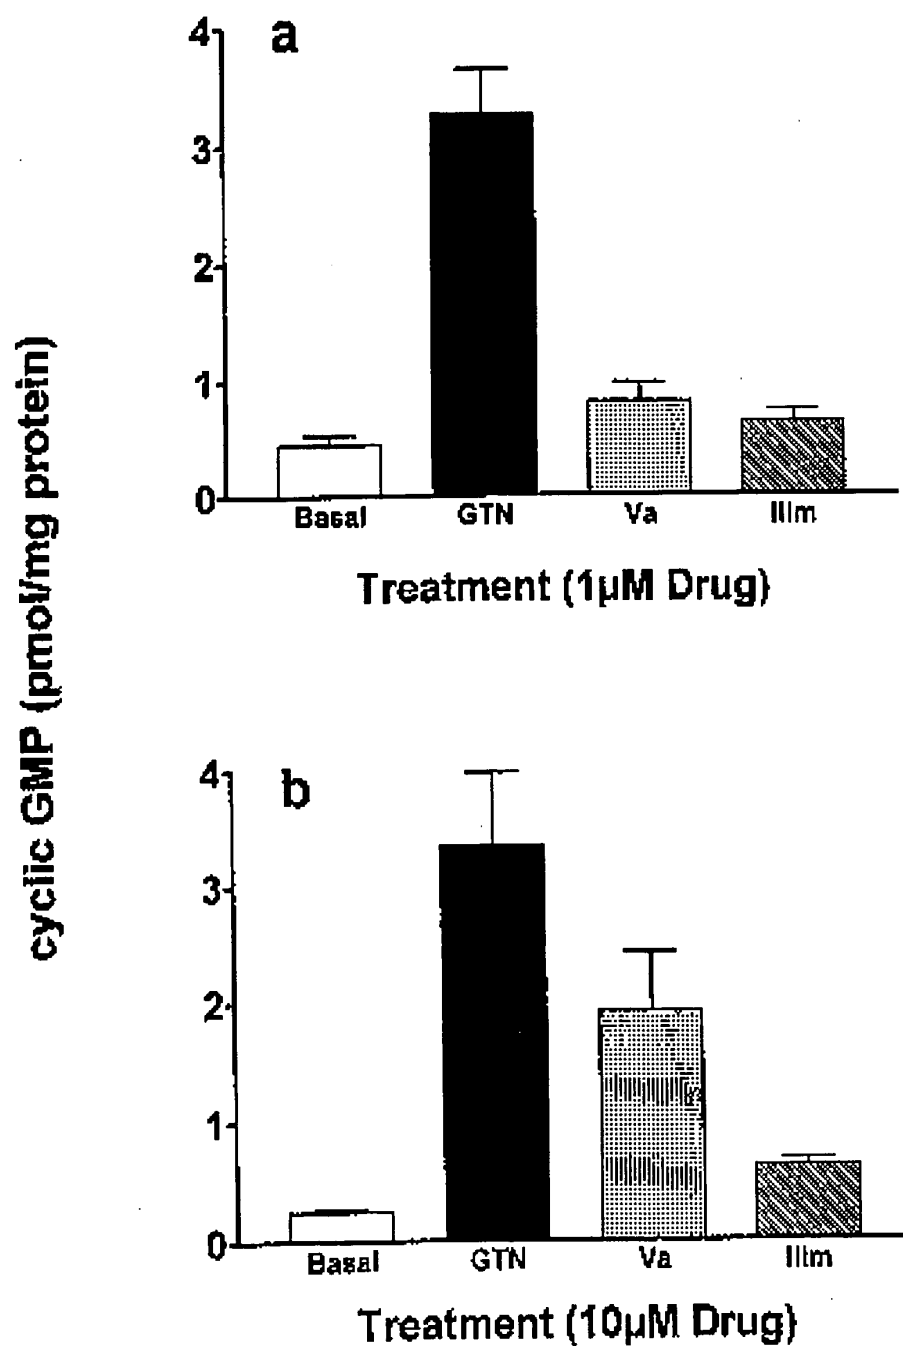 cyclic GMP (pmol/mg protein)
a
4
3
2
1
0
Basal
GTN
Va
IIIm
Treatment (1µM Drug)
b
4
3
2
1
0
Basal
GTN
Va
IIIm
Treatment (10µM Drug)